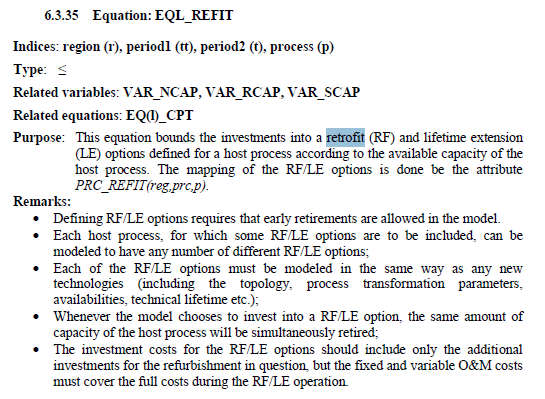 6.3.35 Equation: EQL_REFIT
Indices: region (r), period1 (tt), period2 (t), process (p)
Type: ≤
Related variables: VAR_NCAP, VAR_RCAP, VAR_SCAP
Related equations: EQ(l)_CPT
Purpose: This equation bounds the investments into a retrofit (RF) and lifetime extension
(LE) options defined for a host process according to the available capacity of the
host process. The mapping of the RF/LE options is done be the attribute
PRC_REFIT(reg,prc,p).
Remarks:
• Defining RF/LE options requires that early retirements are allowed in the model.
• Each host process, for which some RF/LE options are to be included, can be
modeled to have any number of different RF/LE options;
• Each of the RF/LE options must be modeled in the same way as any new
technologies (including the topology, process transformation parameters,
availabilities, technical lifetime etc.);
• Whenever the model chooses to invest into a RF/LE option, the same amount of
capacity of the host process will be simultaneously retired;
• The investment costs for the RF/LE options should include only the additional
investments for the refurbishment in question, but the fixed and variable O&M costs
must cover the full costs during the RF/LE operation.